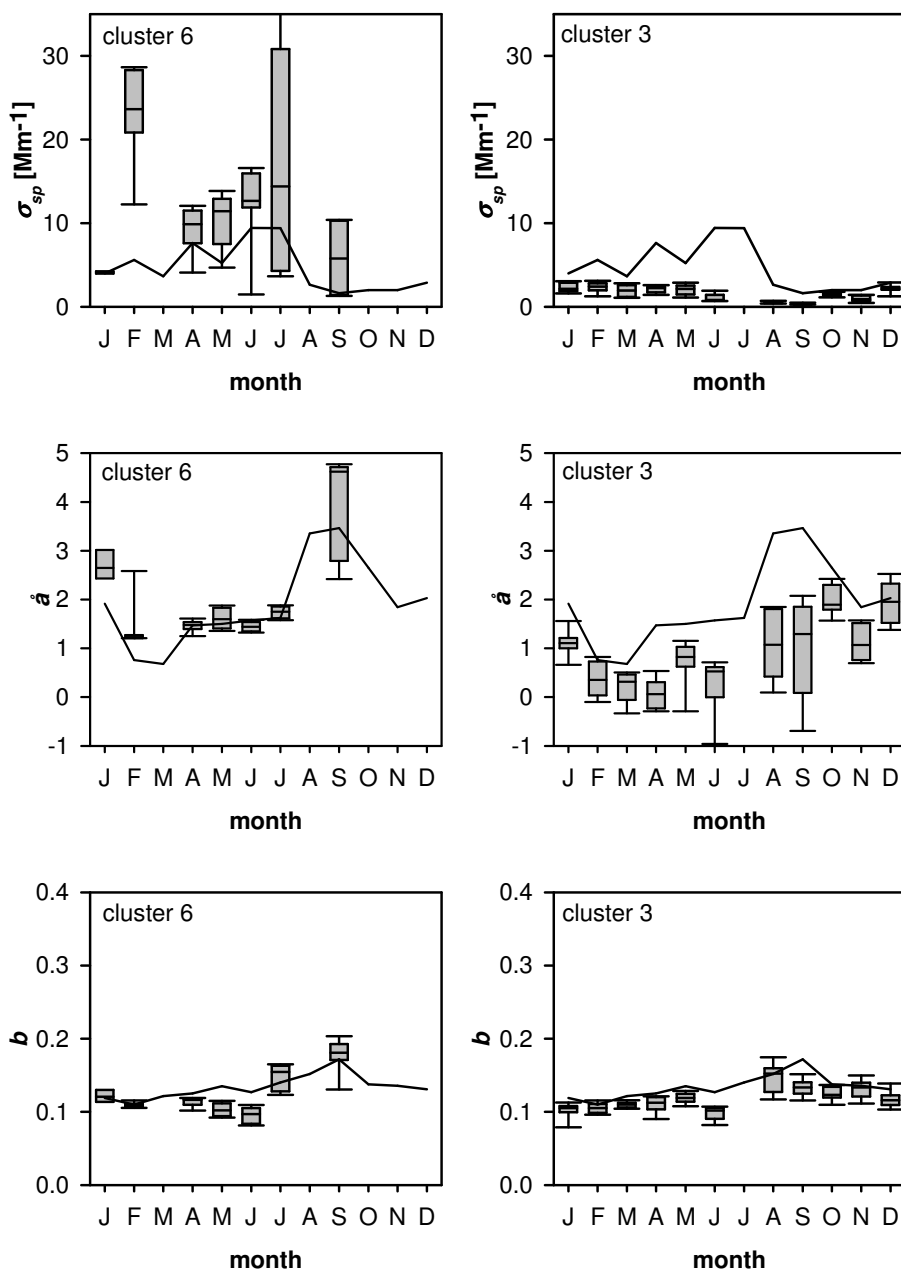 cluster 6
σsp [Mm-1]
30
20
10
0
J F M A M J J A S O N D
month
cluster 3
σsp [Mm-1]
30
20
10
0
J F M A M J J A S O N D
month
cluster 6
å
5
4
3
2
1
0
-1
J F M A M J J A S O N D
month
cluster 3
å
5
4
3
2
1
0
-1
J F M A M J J A S O N D
month
cluster 6
b
0.4
0.3
0.2
0.1
0.0
J F M A M J J A S O N D
month
cluster 3
b
0.4
0.3
0.2
0.1
0.0
J F M A M J J A S O N D
month